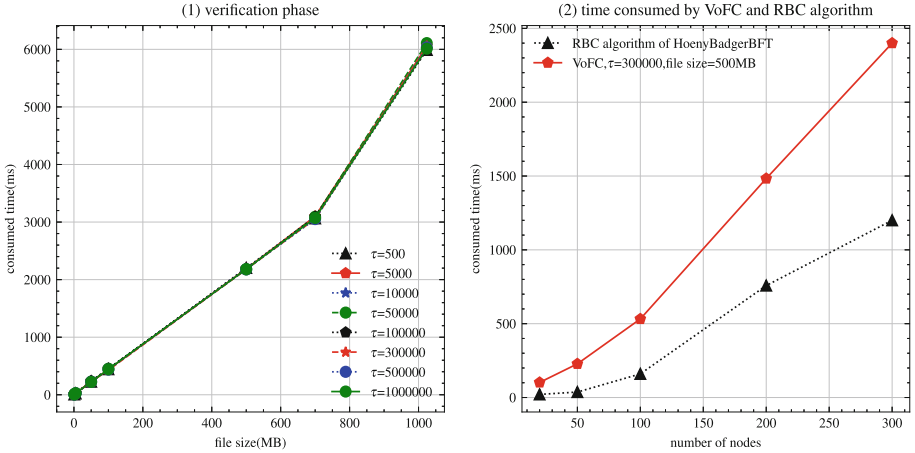 (1) verification phase
consumed time(ms)
6000
5000
4000
3000
2000
1000
0
τ=500
τ=5000
τ=10000
τ=50000
τ=100000
τ=300000
τ=500000
τ=1000000
0 200 400 600 800 1000
file size(MB)
(2) time consumed by VoFC and RBC algorithm
consumed time(ms)
2500
2000
1500
1000
500
0
RBC algorithm of HoenyBadgerBFT
VoFC,τ=300000,file size=500MB
50 100 150 200 250 300
number of nodes